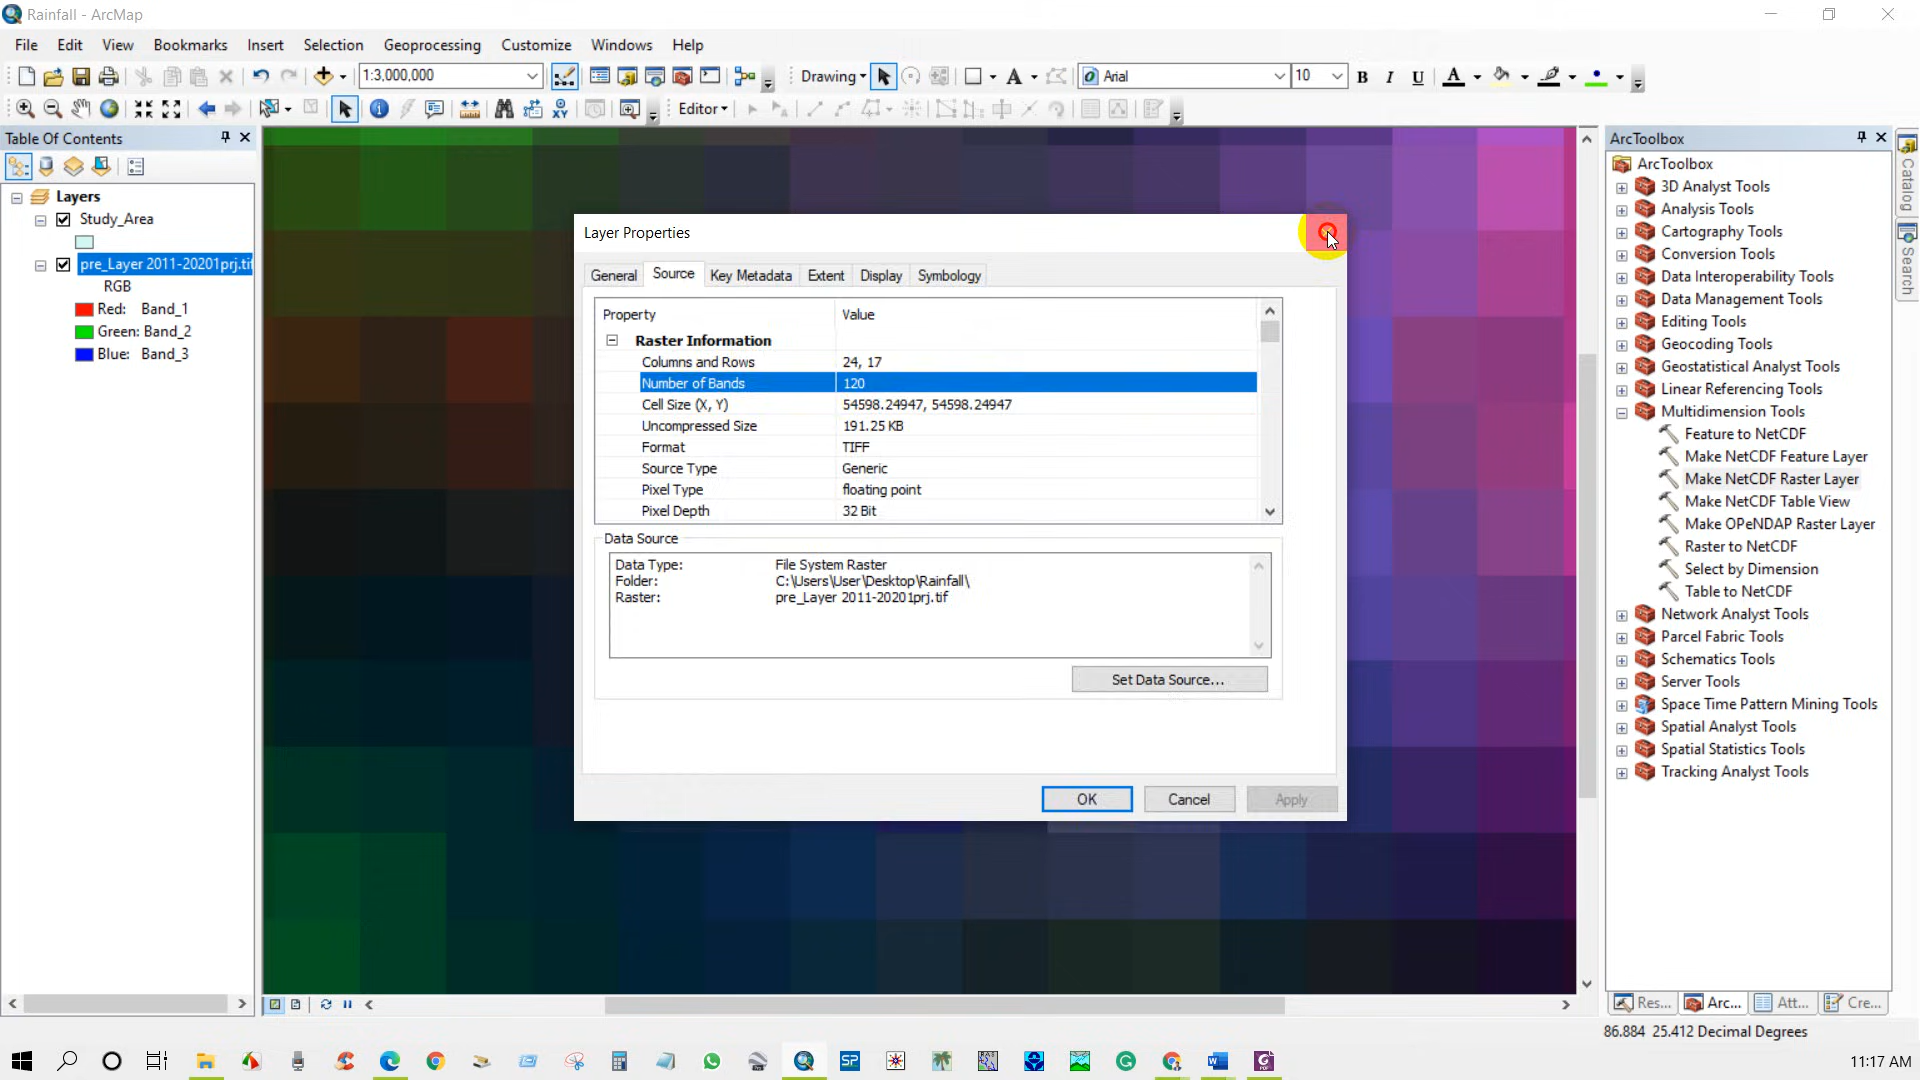 Rainfall - ArcMap
File Edit View Bookmarks Insert Selection Geoprocessing Customize Windows Help
1:3,000,000 Drawing Arial 10 B I U A
Editor
Table Of Contents
Layers
Study_Area
pre_Layer 2011-20201prj.tif
RGB
Red: Band_1
Green: Band_2
Blue: Band_3
Layer Properties
General Source Key Metadata Extent Display Symbology
Property Value
Raster Information
Columns and Rows 24, 17
Number of Bands 120
Cell Size (X, Y) 54598.24947, 54598.24947
Uncompressed Size 191.25 KB
Format TIFF
Source Type Generic
Pixel Type floating point
Pixel Depth 32 Bit
Data Source
Data Type: File System Raster
Folder: C:\Users\User\Desktop\Rainfall\
Raster: pre_Layer 2011-20201prj.tif
Set Data Source...
OK Cancel Apply
ArcToolbox
ArcToolbox
3D Analyst Tools
Analysis Tools
Cartography Tools
Conversion Tools
Data Interoperability Tools
Data Management Tools
Editing Tools
Geocoding Tools
Geostatistical Analyst Tools
Linear Referencing Tools
Multidimension Tools
Feature to NetCDF
Make NetCDF Feature Layer
Make NetCDF Raster Layer
Make NetCDF Table View
Make OPeNDAP Raster Layer
Raster to NetCDF
Select by Dimension
Table to NetCDF
Network Analyst Tools
Parcel Fabric Tools
Schematics Tools
Server Tools
Space Time Pattern Mining Tools
Spatial Analyst Tools
Spatial Statistics Tools
Tracking Analyst Tools
Res... Arc... Att... Cre...
Catalog
Search
86.884 25.412 Decimal Degrees
11:17 AM